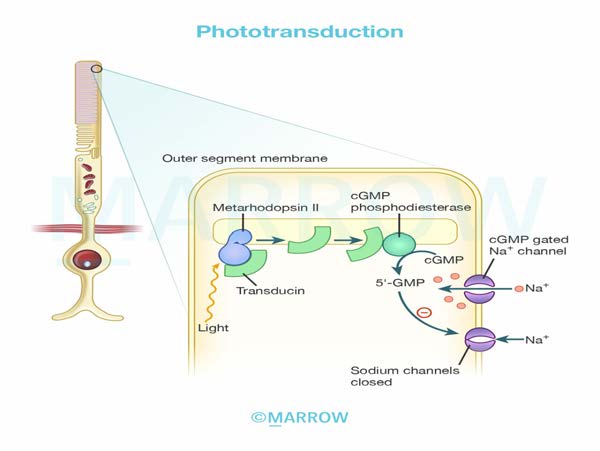 Phototransduction
Outer segment membrane
MARROW
Metarhodopsin II
cGMP
phosphodiesterase
cGMP gated
Na⁺ channel
cGMP
5'-GMP
Transducin
Na⁺
Light
Na⁺
Sodium channels
closed
©MARROW